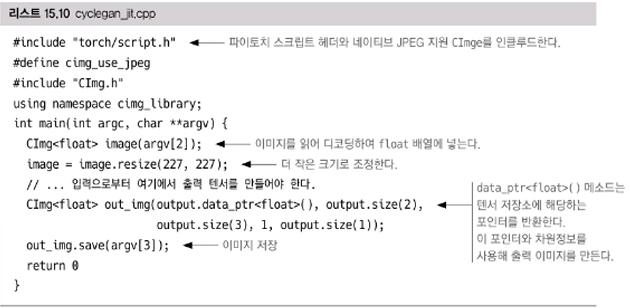 리스트 15.10 cyclegan_jit.cpp
#include "torch/script.h" 파이토치 스크립트 헤더와 네이티브 JPEG 지원 CImge를 인클루드한다.
#define cimg_use_jpeg
#include "CImg.h"
using namespace cimg_library;
int main(int argc, char **argv) {
CImg<float> image(argv[2]); 이미지를 읽어 디코딩하여 float 배열에 넣는다.
image = image.resize(227, 227); 더 작은 크기로 조정한다.
// ... 입력으로부터 여기에서 출력 텐서를 만들어야 한다.
CImg<float> out_img(output.data_ptr<float>(), output.size(2),
output.size(3), 1, output.size(1));
data_ptr<float>() 메소드는
텐서 저장소에 해당하는
포인터를 반환한다.
이 포인터와 차원정보를
사용해 출력 이미지를 만든다.
out_img.save(argv[3]); 이미지 저장
return 0
}